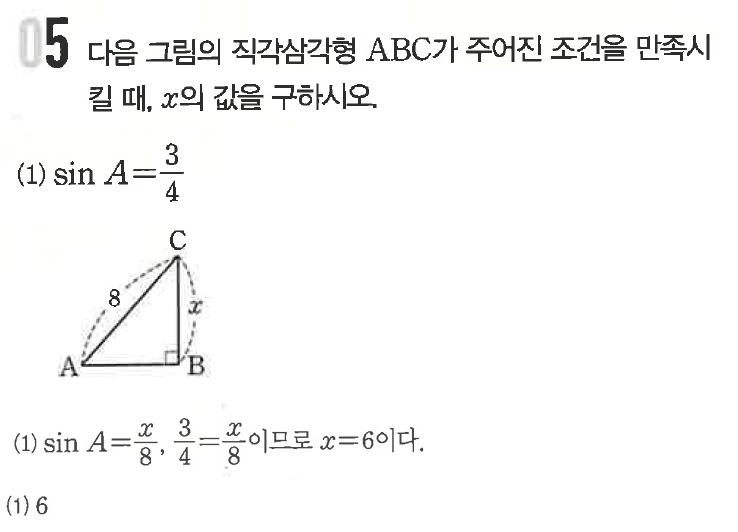 05 다음 그림의 직각삼각형 ABC가 주어진 조건을 만족시
킬 때, x의 값을 구하시오.
(1) sin A=3/4
C
8
x
A
B
(1) sin A=x/8, 3/4=x/8이므로 x=6이다.
(1) 6